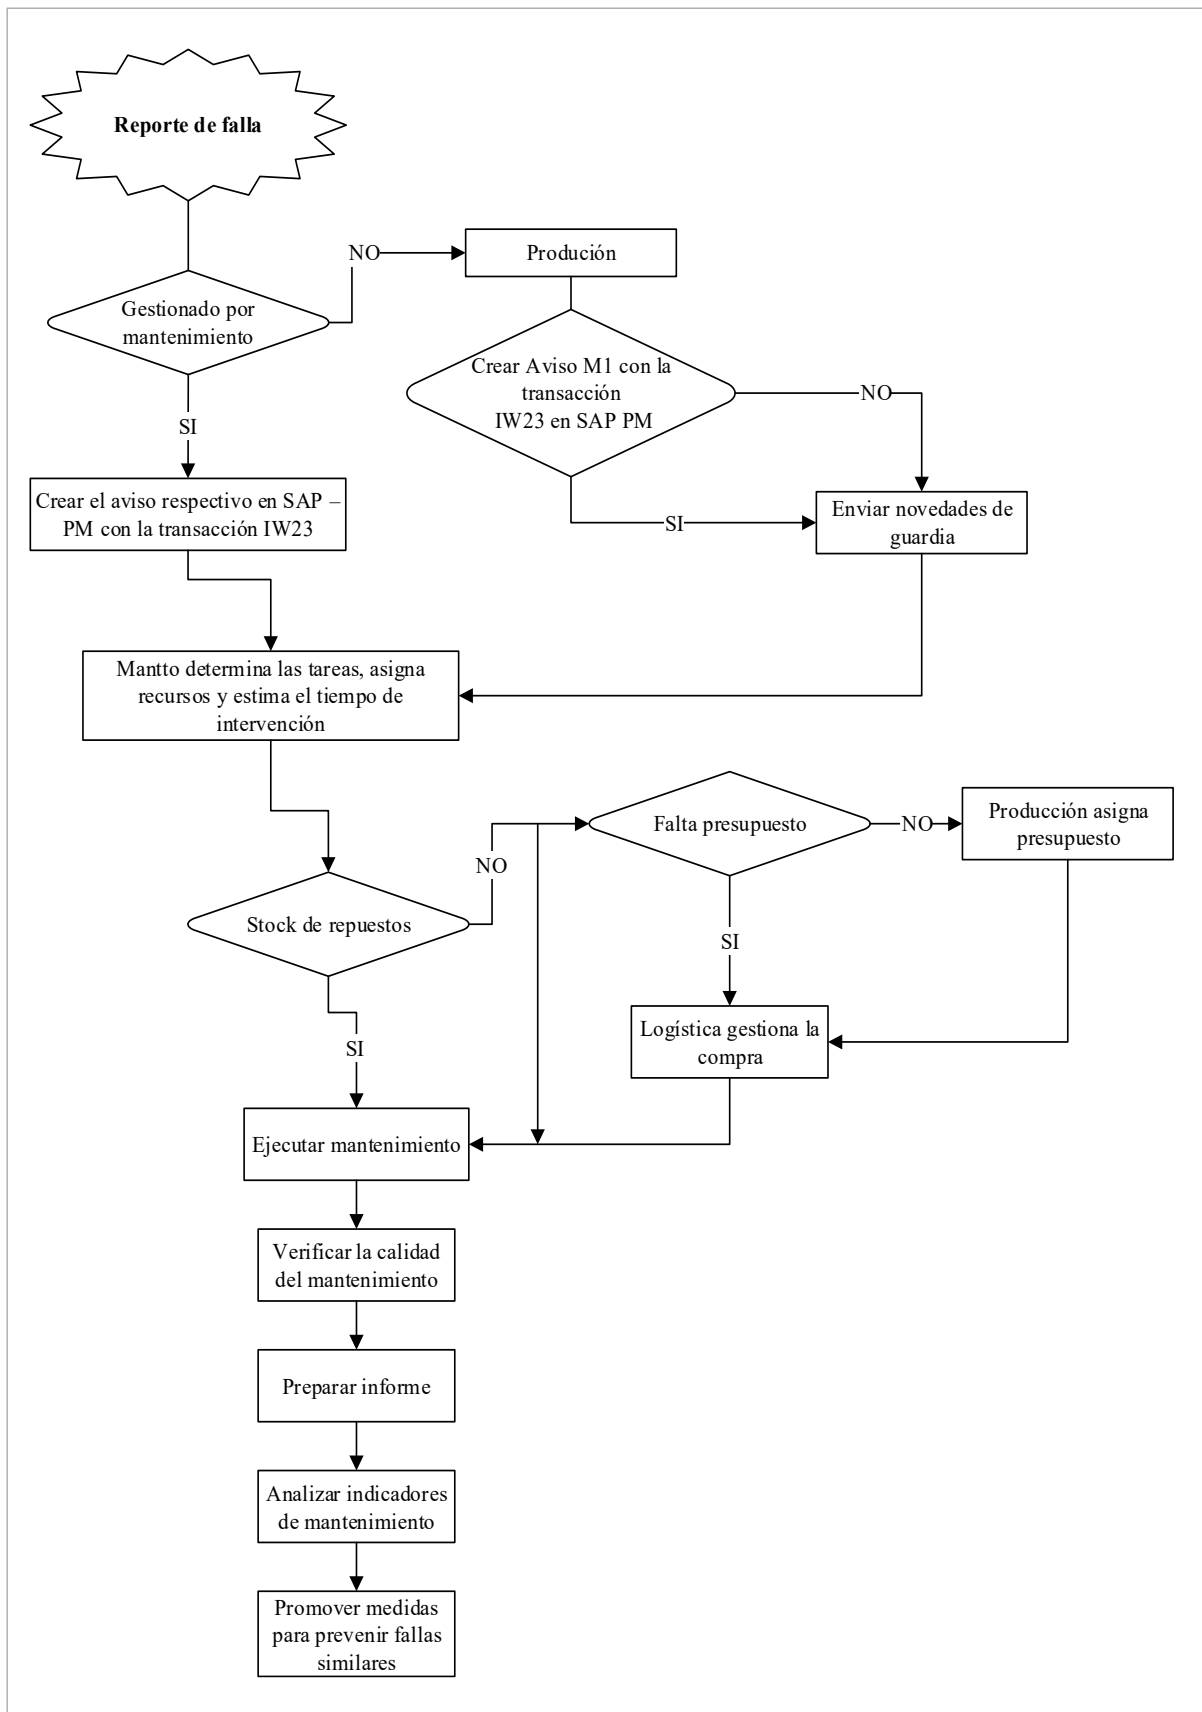 Reporte de falla
NO
Produción
Gestionado por
mantenimiento
Crear Aviso M1 con la
transacción
IW23 en SAP PM
NO
SI
Crear el aviso respectivo en SAP –
PM con la transacción IW23
SI
Enviar novedades de
guardia
Mantto determina las tareas, asigna
recursos y estima el tiempo de
intervención
Falta presupuesto
NO
Producción asigna
presupuesto
NO
Stock de repuestos
SI
Logística gestiona la
compra
SI
Ejecutar mantenimiento
Verificar la calidad
del mantenimiento
Preparar informe
Analizar indicadores
de mantenimiento
Promover medidas
para prevenir fallas
similares